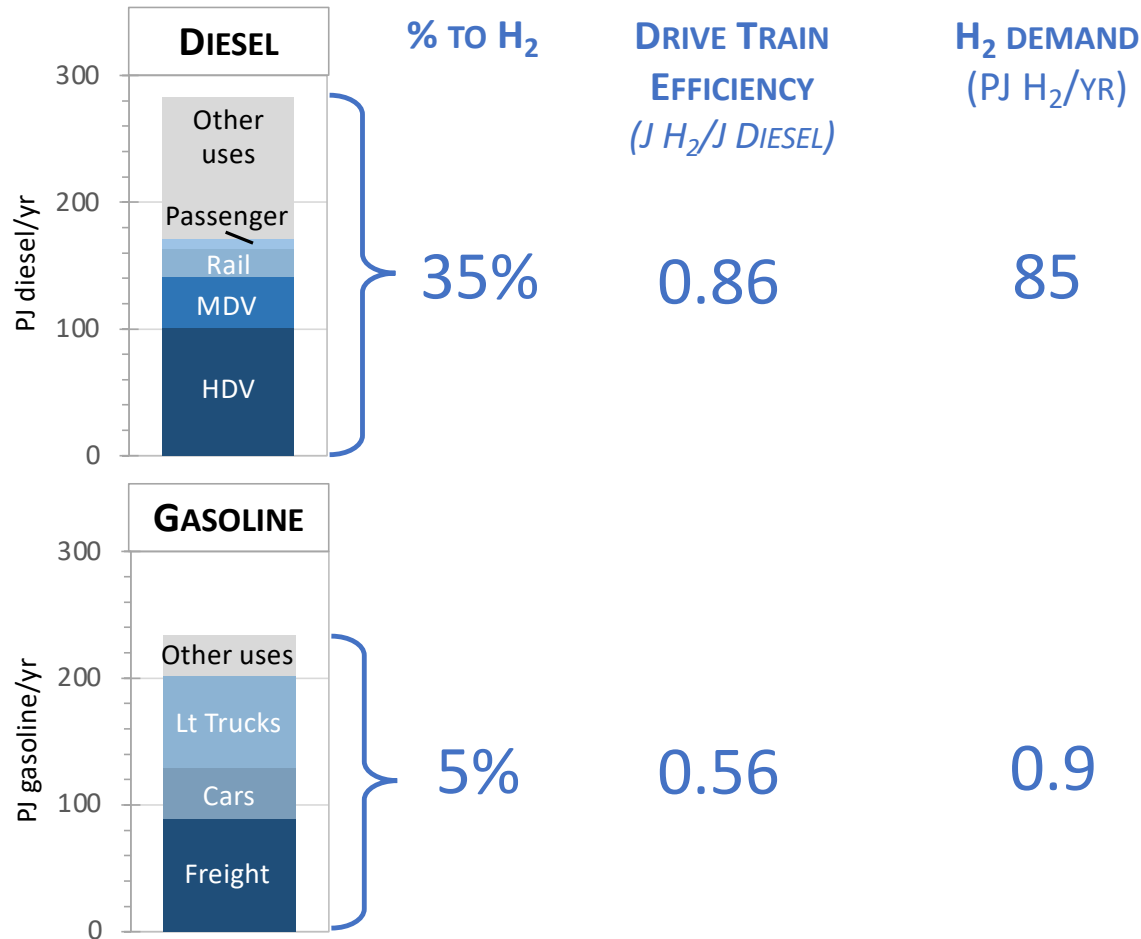 DIESEL
% TO H₂
DRIVE TRAIN
EFFICIENCY
(J H₂/J DIESEL)
H₂ DEMAND
(PJ H₂/YR)
PJ diesel/yr
300
200
100
0
Other
uses
Passenger
Rail
MDV
HDV
35%
0.86
85
GASOLINE
PJ gasoline/yr
300
200
100
0
Other uses
Lt Trucks
Cars
Freight
5%
0.56
0.9